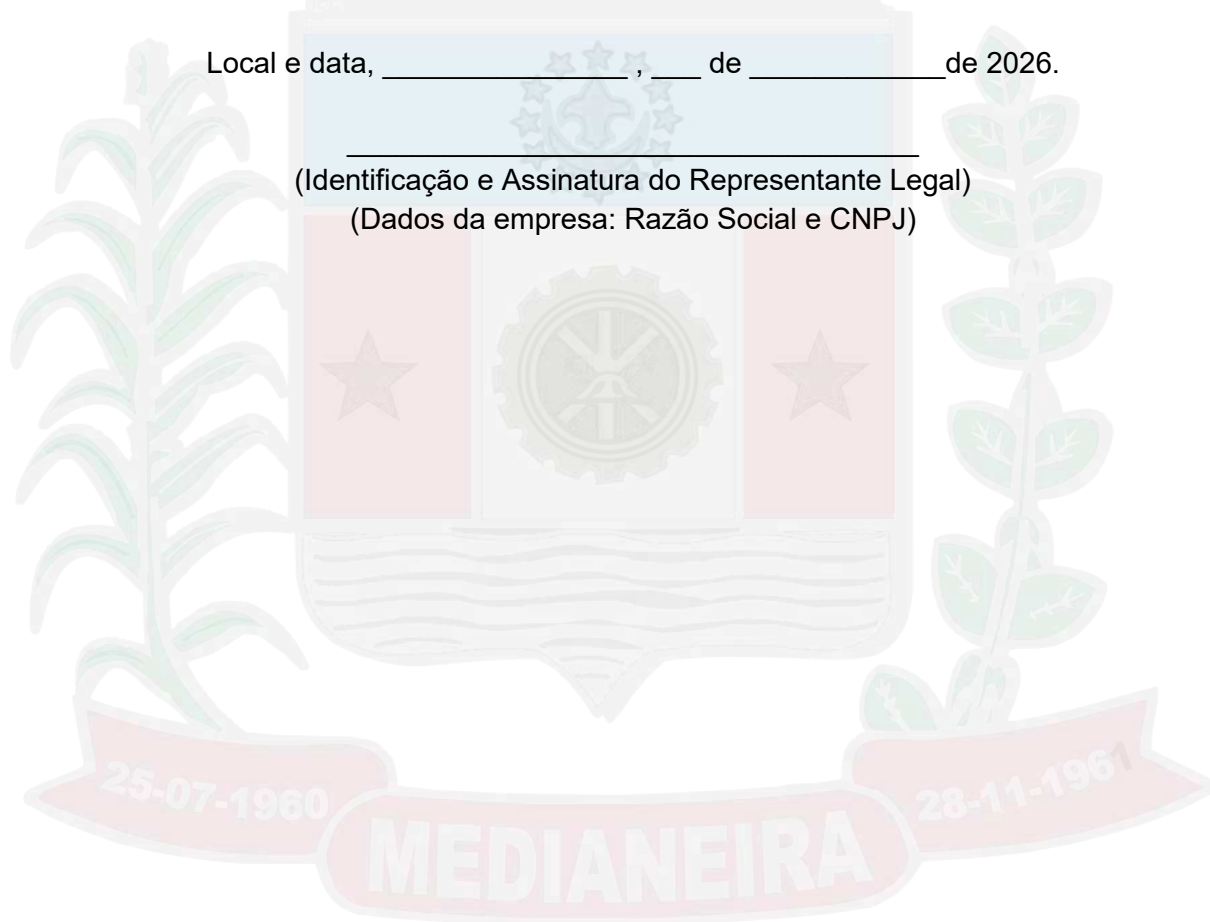 Local e data, _______________ , ___ de ____________de 2026.
___________________________________
(Identificação e Assinatura do Representante Legal)
(Dados da empresa: Razão Social e CNPJ)
25-07-1960
28-11-1961
MEDIANEIRA